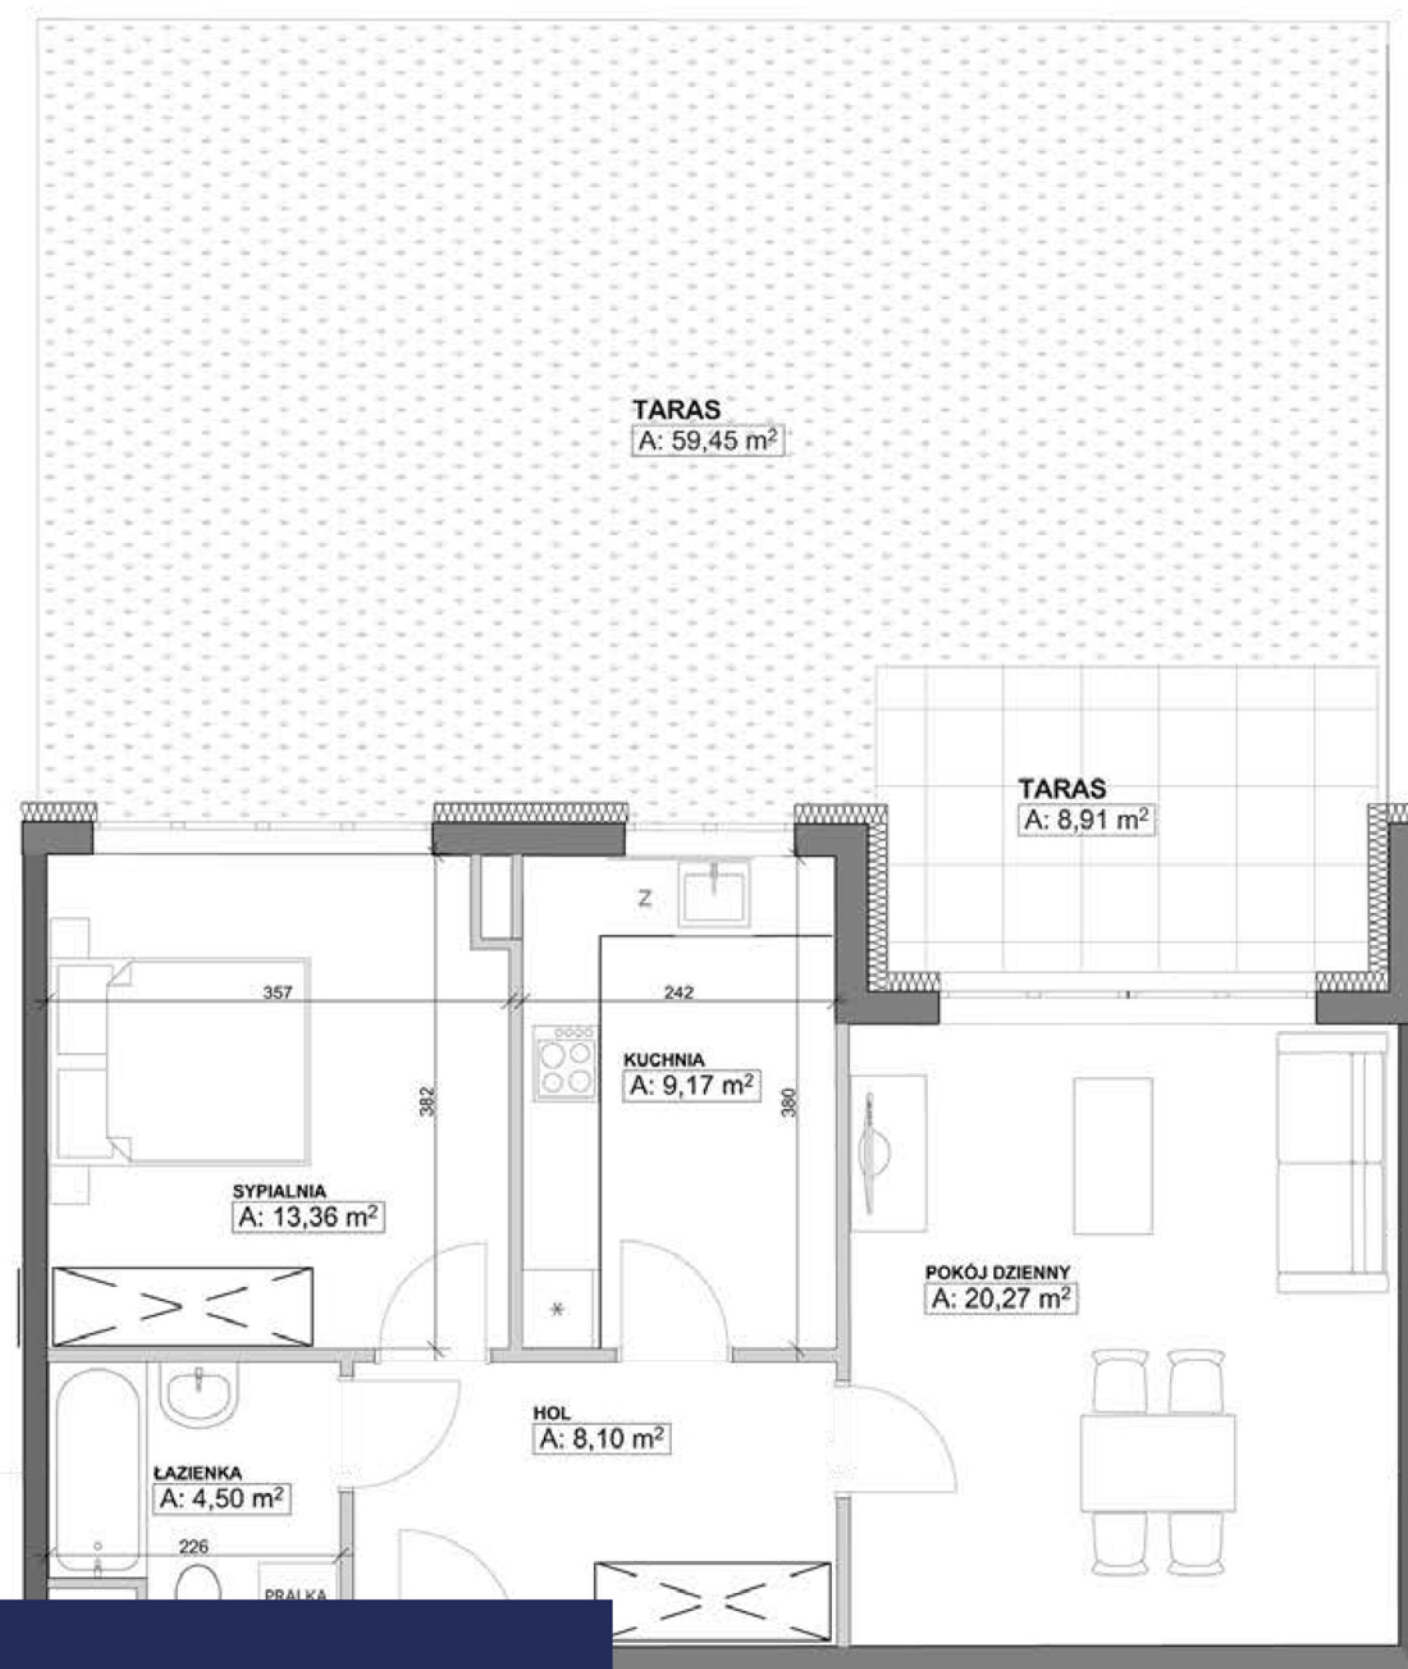 TARAS
A: 59,45 m²
TARAS
A: 8,91 m²
Z
357
242
KUCHNIA
A: 9,17 m²
382
380
SYPIALNIA
A: 13,36 m²
POKÓJ DZIENNY
A: 20,27 m²
*
HOL
A: 8,10 m²
ŁAZIENKA
A: 4,50 m²
226
PRALKA